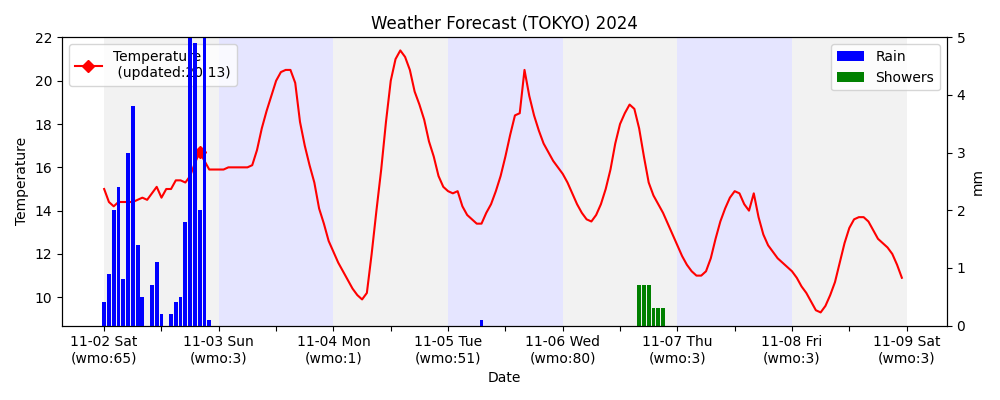 Weather Forecast (TOKYO) 2024
Temperature
(updated:20:13)
Rain
Showers
22
20
18
16
14
12
10
Temperature
5
4
3
2
1
0
mm
11-02 Sat 11-03 Sun 11-04 Mon 11-05 Tue 11-06 Wed 11-07 Thu 11-08 Fri 11-09 Sat
(wmo:65) (wmo:3) (wmo:1) (wmo:51) (wmo:80) (wmo:3) (wmo:3) (wmo:3)
Date